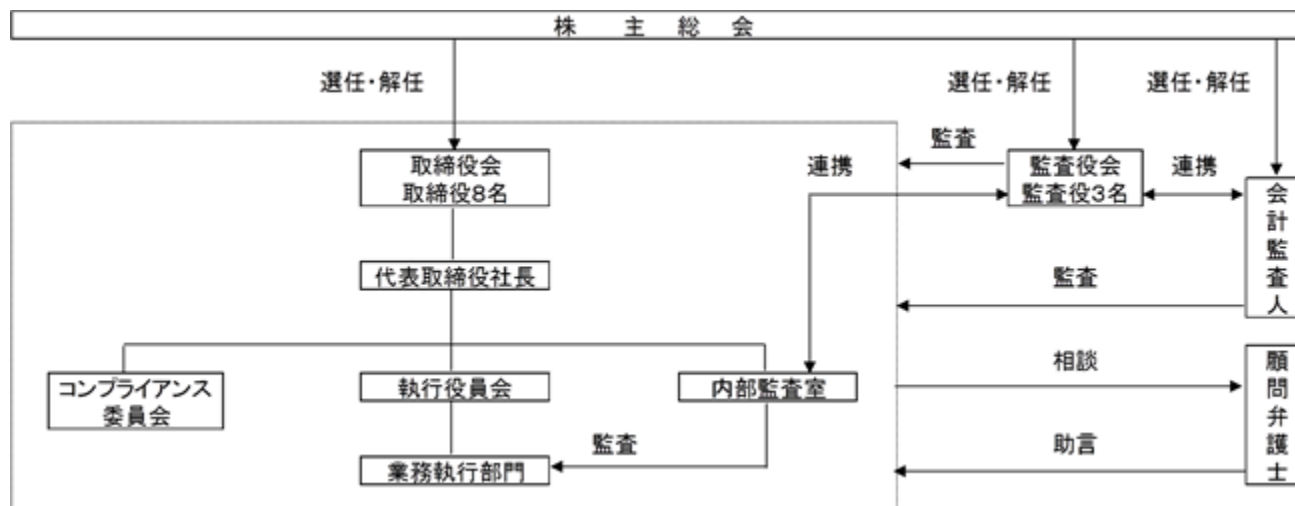 株主総会
選任・解任
選任・解任
選任・解任
取締役会
取締役8名
監査
連携
監査役会
監査役3名
連携
会計監査人
代表取締役社長
監査
コンプライアンス
委員会
執行役員会
内部監査室
相談
顧問弁護士
監査
助言
業務執行部門